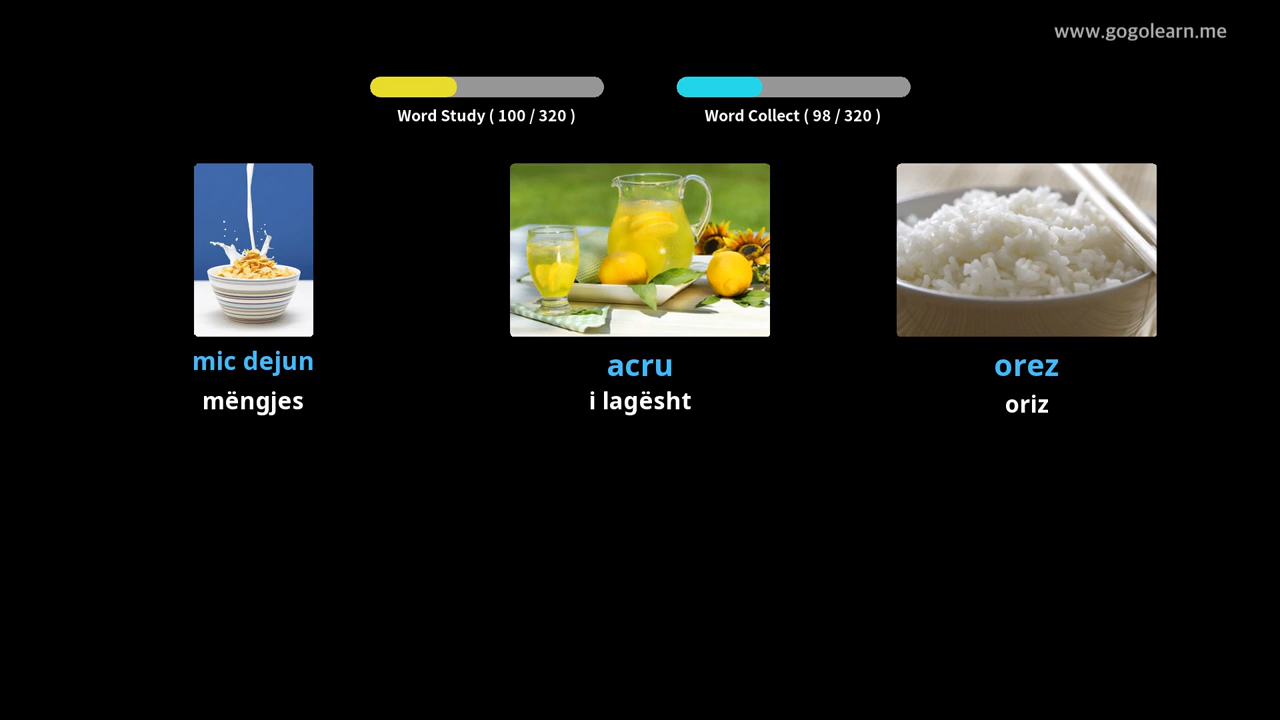 www.gogolearn.me
Word Study ( 100 / 320 )
Word Collect ( 98 / 320 )
mic dejun
mëngjes
acru
i lagësht
orez
oriz